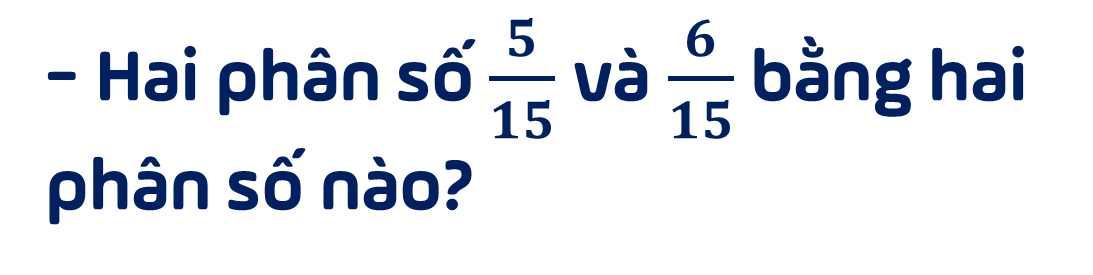 - Hai phân số 5/15 và 6/15 bằng hai
phân số nào?